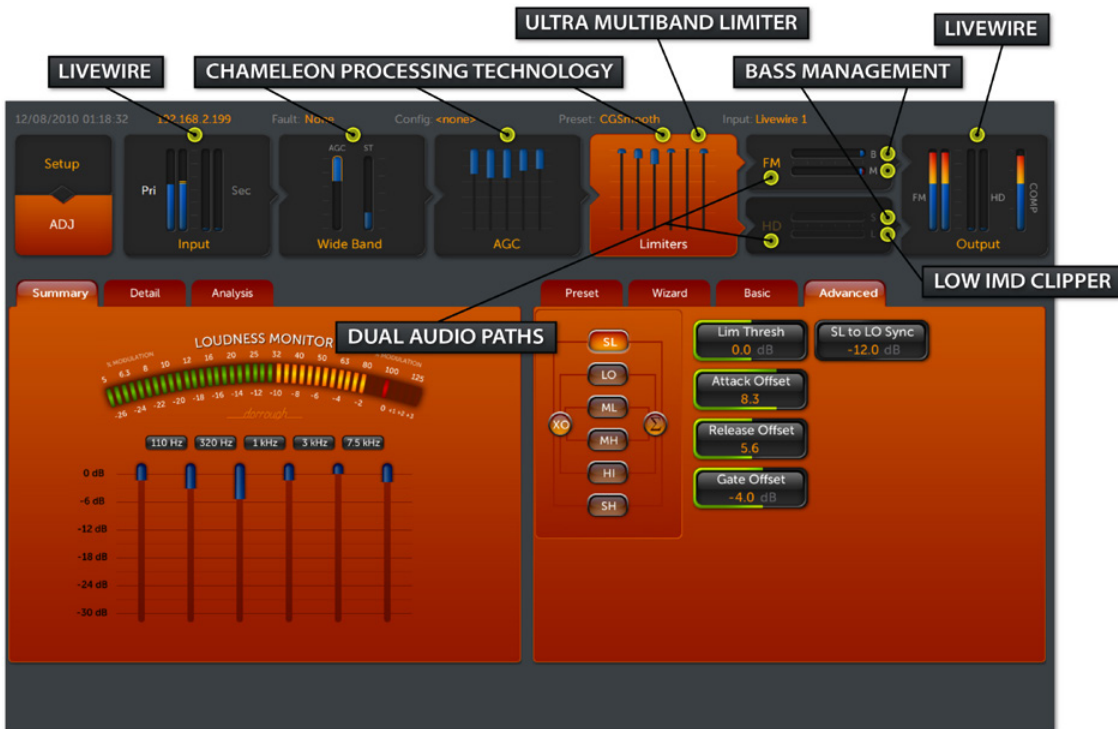 ULTRA MULTIBAND LIMITER
LIVEWIRE
LIVEWIRE
CHAMELEON PROCESSING TECHNOLOGY
BASS MANAGEMENT
12/08/2010 01:18:32
192.168.2.199
Fault: None
Config: <none>
Preset: CGSmooth
Input: Livewire 1
Setup
ADJ
Pri
Sec
Input
AGC
ST
Wide Band
AGC
Limiters
FM
B
M
HD
S
L
FM
HD
COMP
Output
LOW IMD CLIPPER
Summary
Detail
Analysis
Preset
Wizard
Basic
Advanced
DUAL AUDIO PATHS
LOUDNESS MONITOR
% MODULATION
% MODULATION
5 6.3 8 10 12 16 20 25 32 40 50 63 80 100 125
-26 -24 -22 -20 -18 -16 -14 -12 -10 -8 -6 -4 -2 0 +1 +2 +3
dorrough
110 Hz
320 Hz
1 kHz
3 kHz
7.5 kHz
0 dB
-6 dB
-12 dB
-18 dB
-24 dB
-30 dB
XO
SL
LO
ML
MH
HI
SH
Σ
Lim Thresh
0.0 dB
SL to LO Sync
-12.0 dB
Attack Offset
8.3
Release Offset
5.6
Gate Offset
-4.0 dB